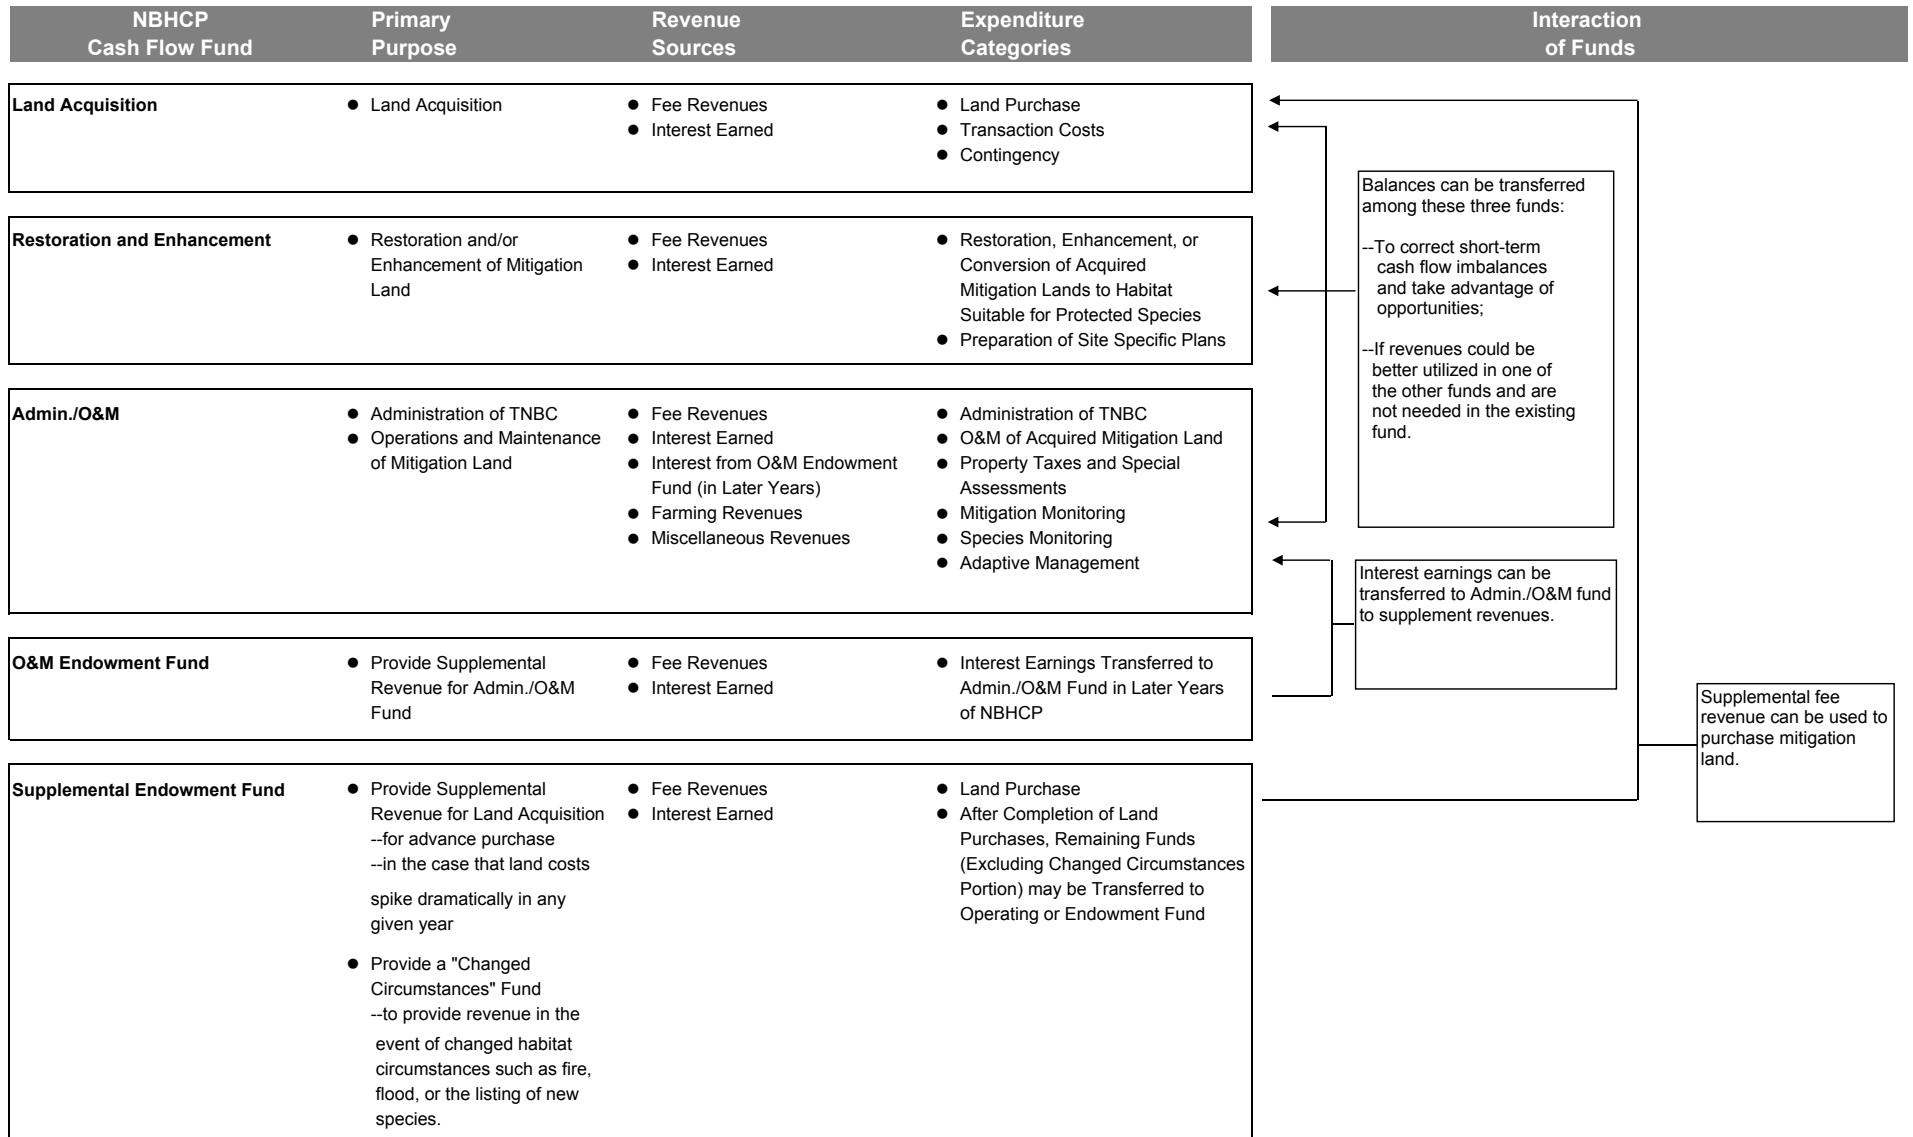 NBHCP
Cash Flow Fund
Primary
Purpose
Revenue
Sources
Expenditure
Categories
Interaction
of Funds
Land Acquisition
● Land Acquisition
● Fee Revenues
● Interest Earned
● Land Purchase
● Transaction Costs
● Contingency
Restoration and Enhancement
● Restoration and/or
Enhancement of Mitigation
Land
● Fee Revenues
● Interest Earned
● Restoration, Enhancement, or
Conversion of Acquired
Mitigation Lands to Habitat
Suitable for Protected Species
● Preparation of Site Specific Plans
Admin./O&M
● Administration of TNBC
● Operations and Maintenance
of Mitigation Land
● Fee Revenues
● Interest Earned
● Interest from O&M Endowment
Fund (in Later Years)
● Farming Revenues
● Miscellaneous Revenues
● Administration of TNBC
● O&M of Acquired Mitigation Land
● Property Taxes and Special
Assessments
● Mitigation Monitoring
● Species Monitoring
● Adaptive Management
O&M Endowment Fund
● Provide Supplemental
Revenue for Admin./O&M
Fund
● Fee Revenues
● Interest Earned
● Interest Earnings Transferred to
Admin./O&M Fund in Later Years
of NBHCP
Supplemental Endowment Fund
● Provide Supplemental
Revenue for Land Acquisition
--for advance purchase
--in the case that land costs
spike dramatically in any
given year
● Provide a "Changed
Circumstances" Fund
--to provide revenue in the
event of changed habitat
circumstances such as fire,
flood, or the listing of new
species.
● Fee Revenues
● Interest Earned
● Land Purchase
● After Completion of Land
Purchases, Remaining Funds
(Excluding Changed Circumstances
Portion) may be Transferred to
Operating or Endowment Fund
Balances can be transferred
among these three funds:
--To correct short-term
cash flow imbalances
and take advantage of
opportunities;
--If revenues could be
better utilized in one of
the other funds and are
not needed in the existing
fund.
Interest earnings can be
transferred to Admin./O&M fund
to supplement revenues.
Supplemental fee
revenue can be used to
purchase mitigation
land.